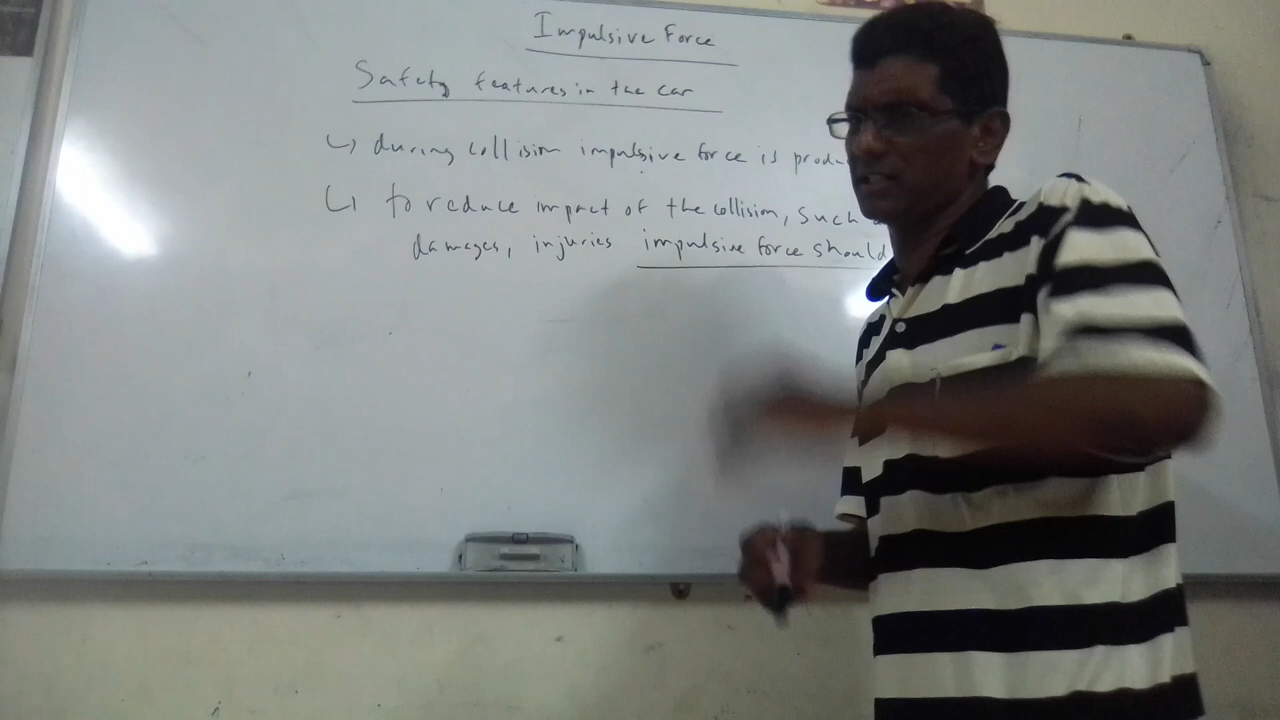 Impulsive Force
Safety features in the car
↳ during collision impulsive force is produ
↳ to reduce impact of the collision, such
damages, injuries impulsive force should